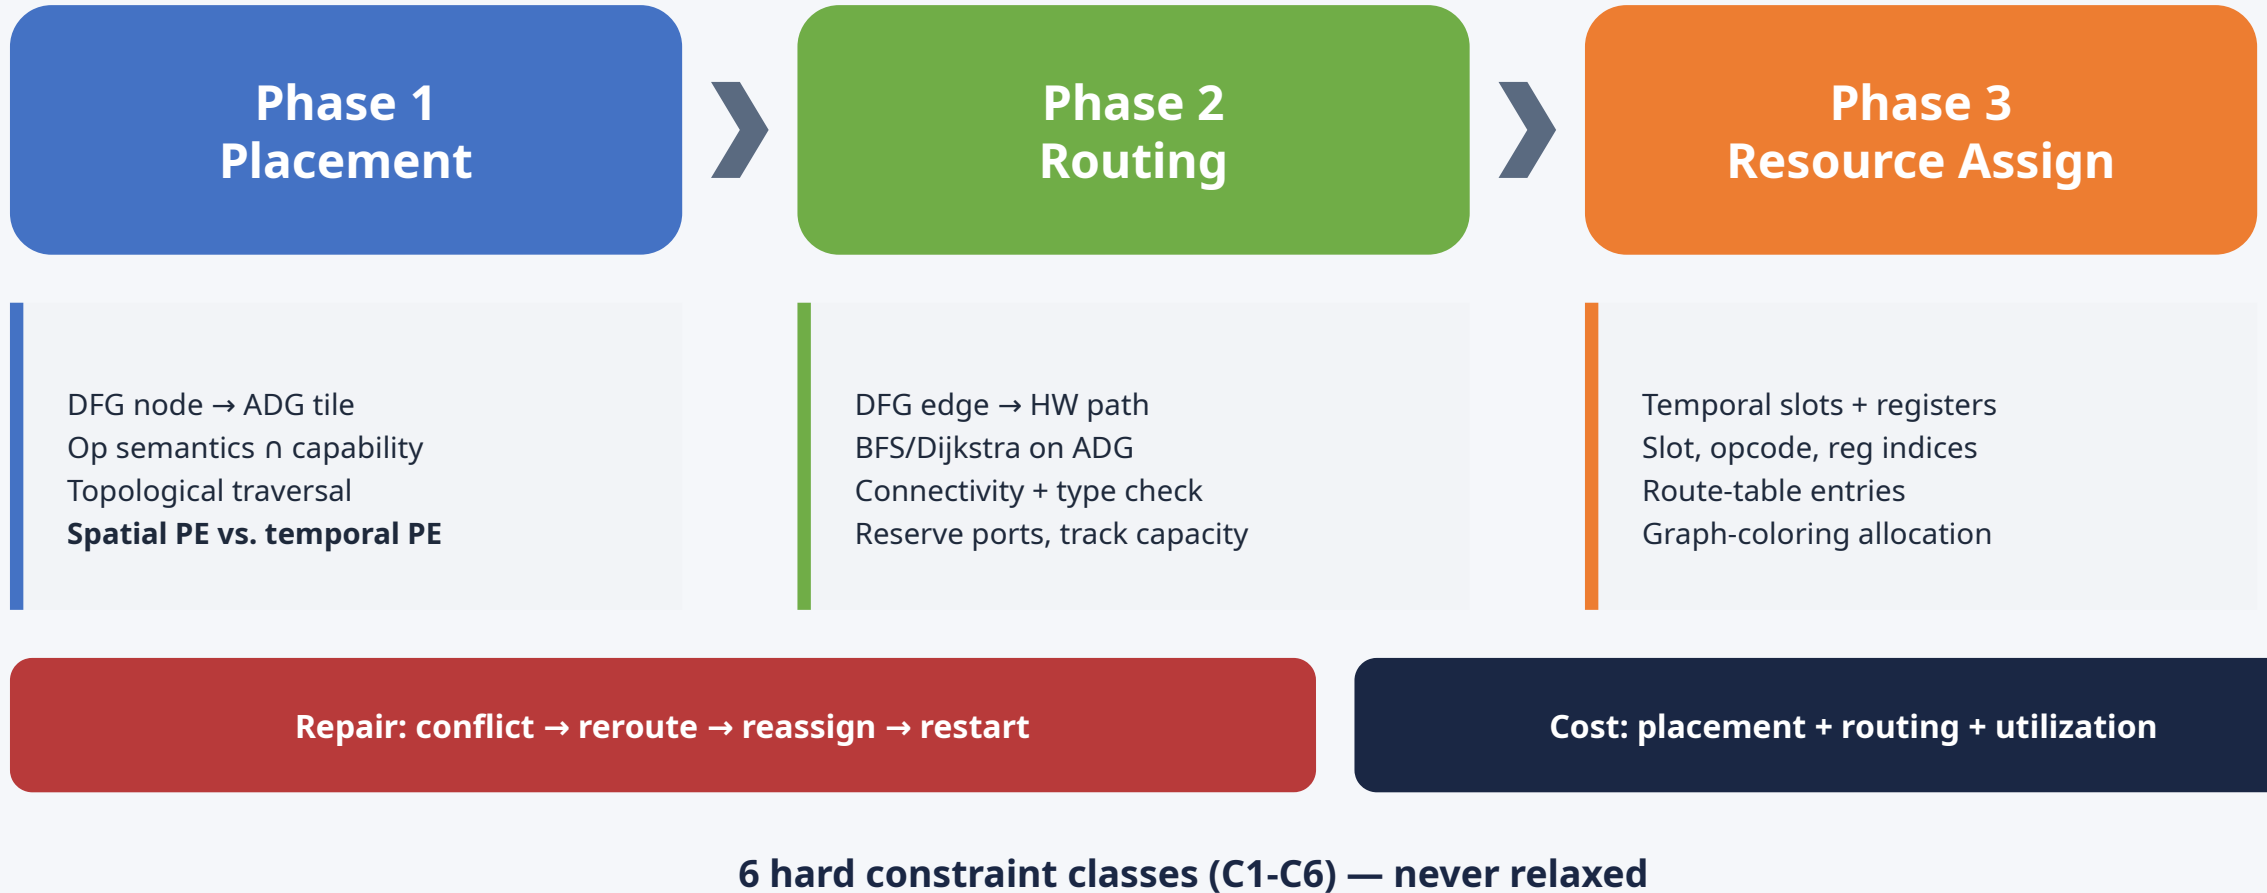 Phase 1
Placement
Phase 2
Routing
Phase 3
Resource Assign
DFG node → ADG tile
Op semantics ∩ capability
Topological traversal
Spatial PE vs. temporal PE
DFG edge → HW path
BFS/Dijkstra on ADG
Connectivity + type check
Reserve ports, track capacity
Temporal slots + registers
Slot, opcode, reg indices
Route-table entries
Graph-coloring allocation
Repair: conflict → reroute → reassign → restart
Cost: placement + routing + utilization
6 hard constraint classes (C1-C6) — never relaxed